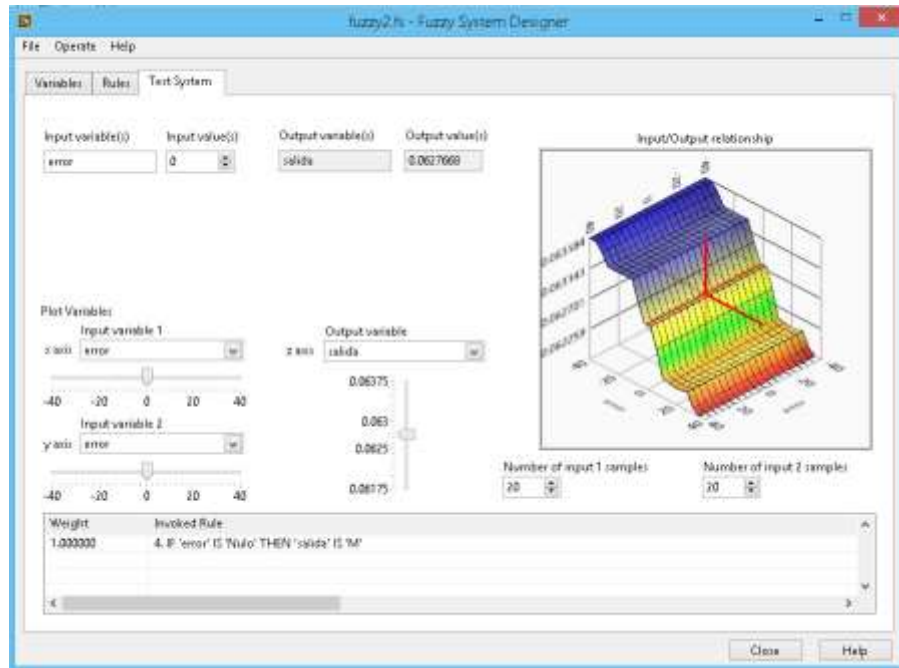 fuzzy2.fs - Fuzzy System Designer
File Operate Help
Variables Rules Test System
Input variable(s) Input value(s) Output variable(s) Output value(s)
error 0 salida 0.0627668
Input/Output relationship
Plot Variables
Input variable 1
x axis error
-40 -20 0 20 40
Input variable 2
y axis error
-40 -20 0 20 40
Output variable
z axis salida
0.06375
0.063
0.0625
0.06175
Number of input 1 samples
20
Number of input 2 samples
20
Weight Invoked Rule
1.000000 4. IF 'error' IS 'Nulo' THEN 'salida' IS 'M'
Close Help